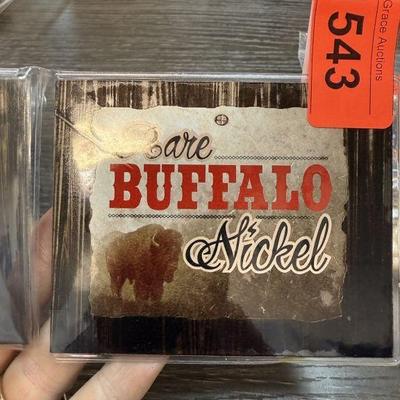 Grace Auctions
543
Rare
BUFFALO
Nickel